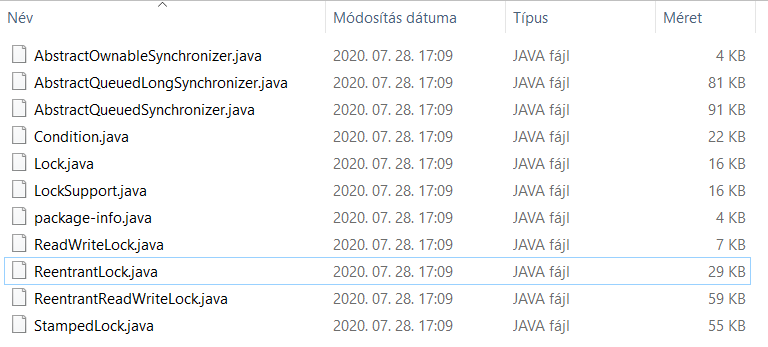 Név Módosítás dátuma Típus Méret
AbstractOwnableSynchronizer.java 2020. 07. 28. 17:09 JAVA fájl 4 KB
AbstractQueuedLongSynchronizer.java 2020. 07. 28. 17:09 JAVA fájl 81 KB
AbstractQueuedSynchronizer.java 2020. 07. 28. 17:09 JAVA fájl 91 KB
Condition.java 2020. 07. 28. 17:09 JAVA fájl 22 KB
Lock.java 2020. 07. 28. 17:09 JAVA fájl 16 KB
LockSupport.java 2020. 07. 28. 17:09 JAVA fájl 16 KB
package-info.java 2020. 07. 28. 17:09 JAVA fájl 4 KB
ReadWriteLock.java 2020. 07. 28. 17:09 JAVA fájl 7 KB
ReentrantLock.java 2020. 07. 28. 17:09 JAVA fájl 29 KB
ReentrantReadWriteLock.java 2020. 07. 28. 17:09 JAVA fájl 59 KB
StampedLock.java 2020. 07. 28. 17:09 JAVA fájl 55 KB